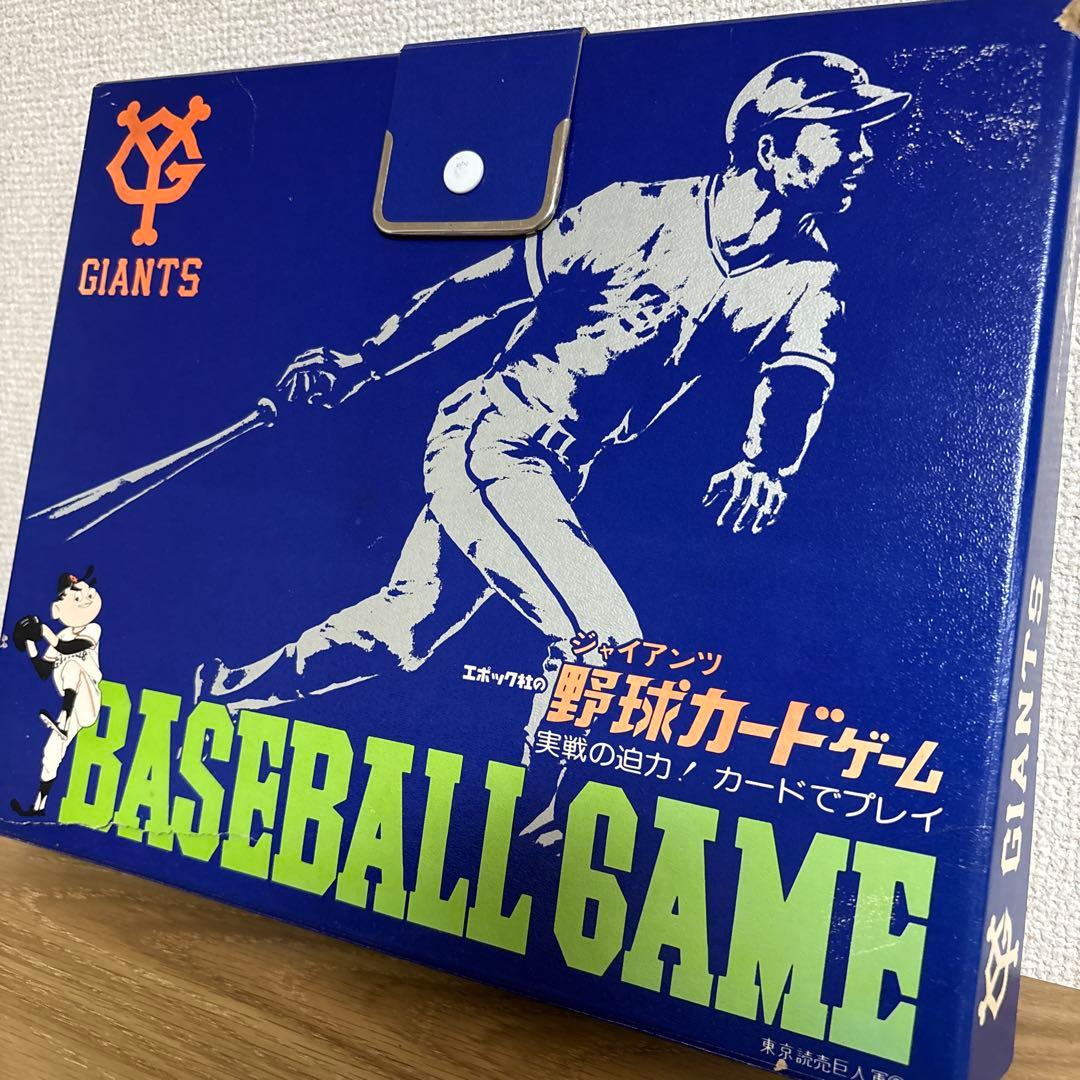 GIANTS
ジャイアンツ
エポック社の
野球カードゲーム
実戦の迫力! カードでプレイ
BASEBALL GAME
東京読売巨人軍
GIANTS